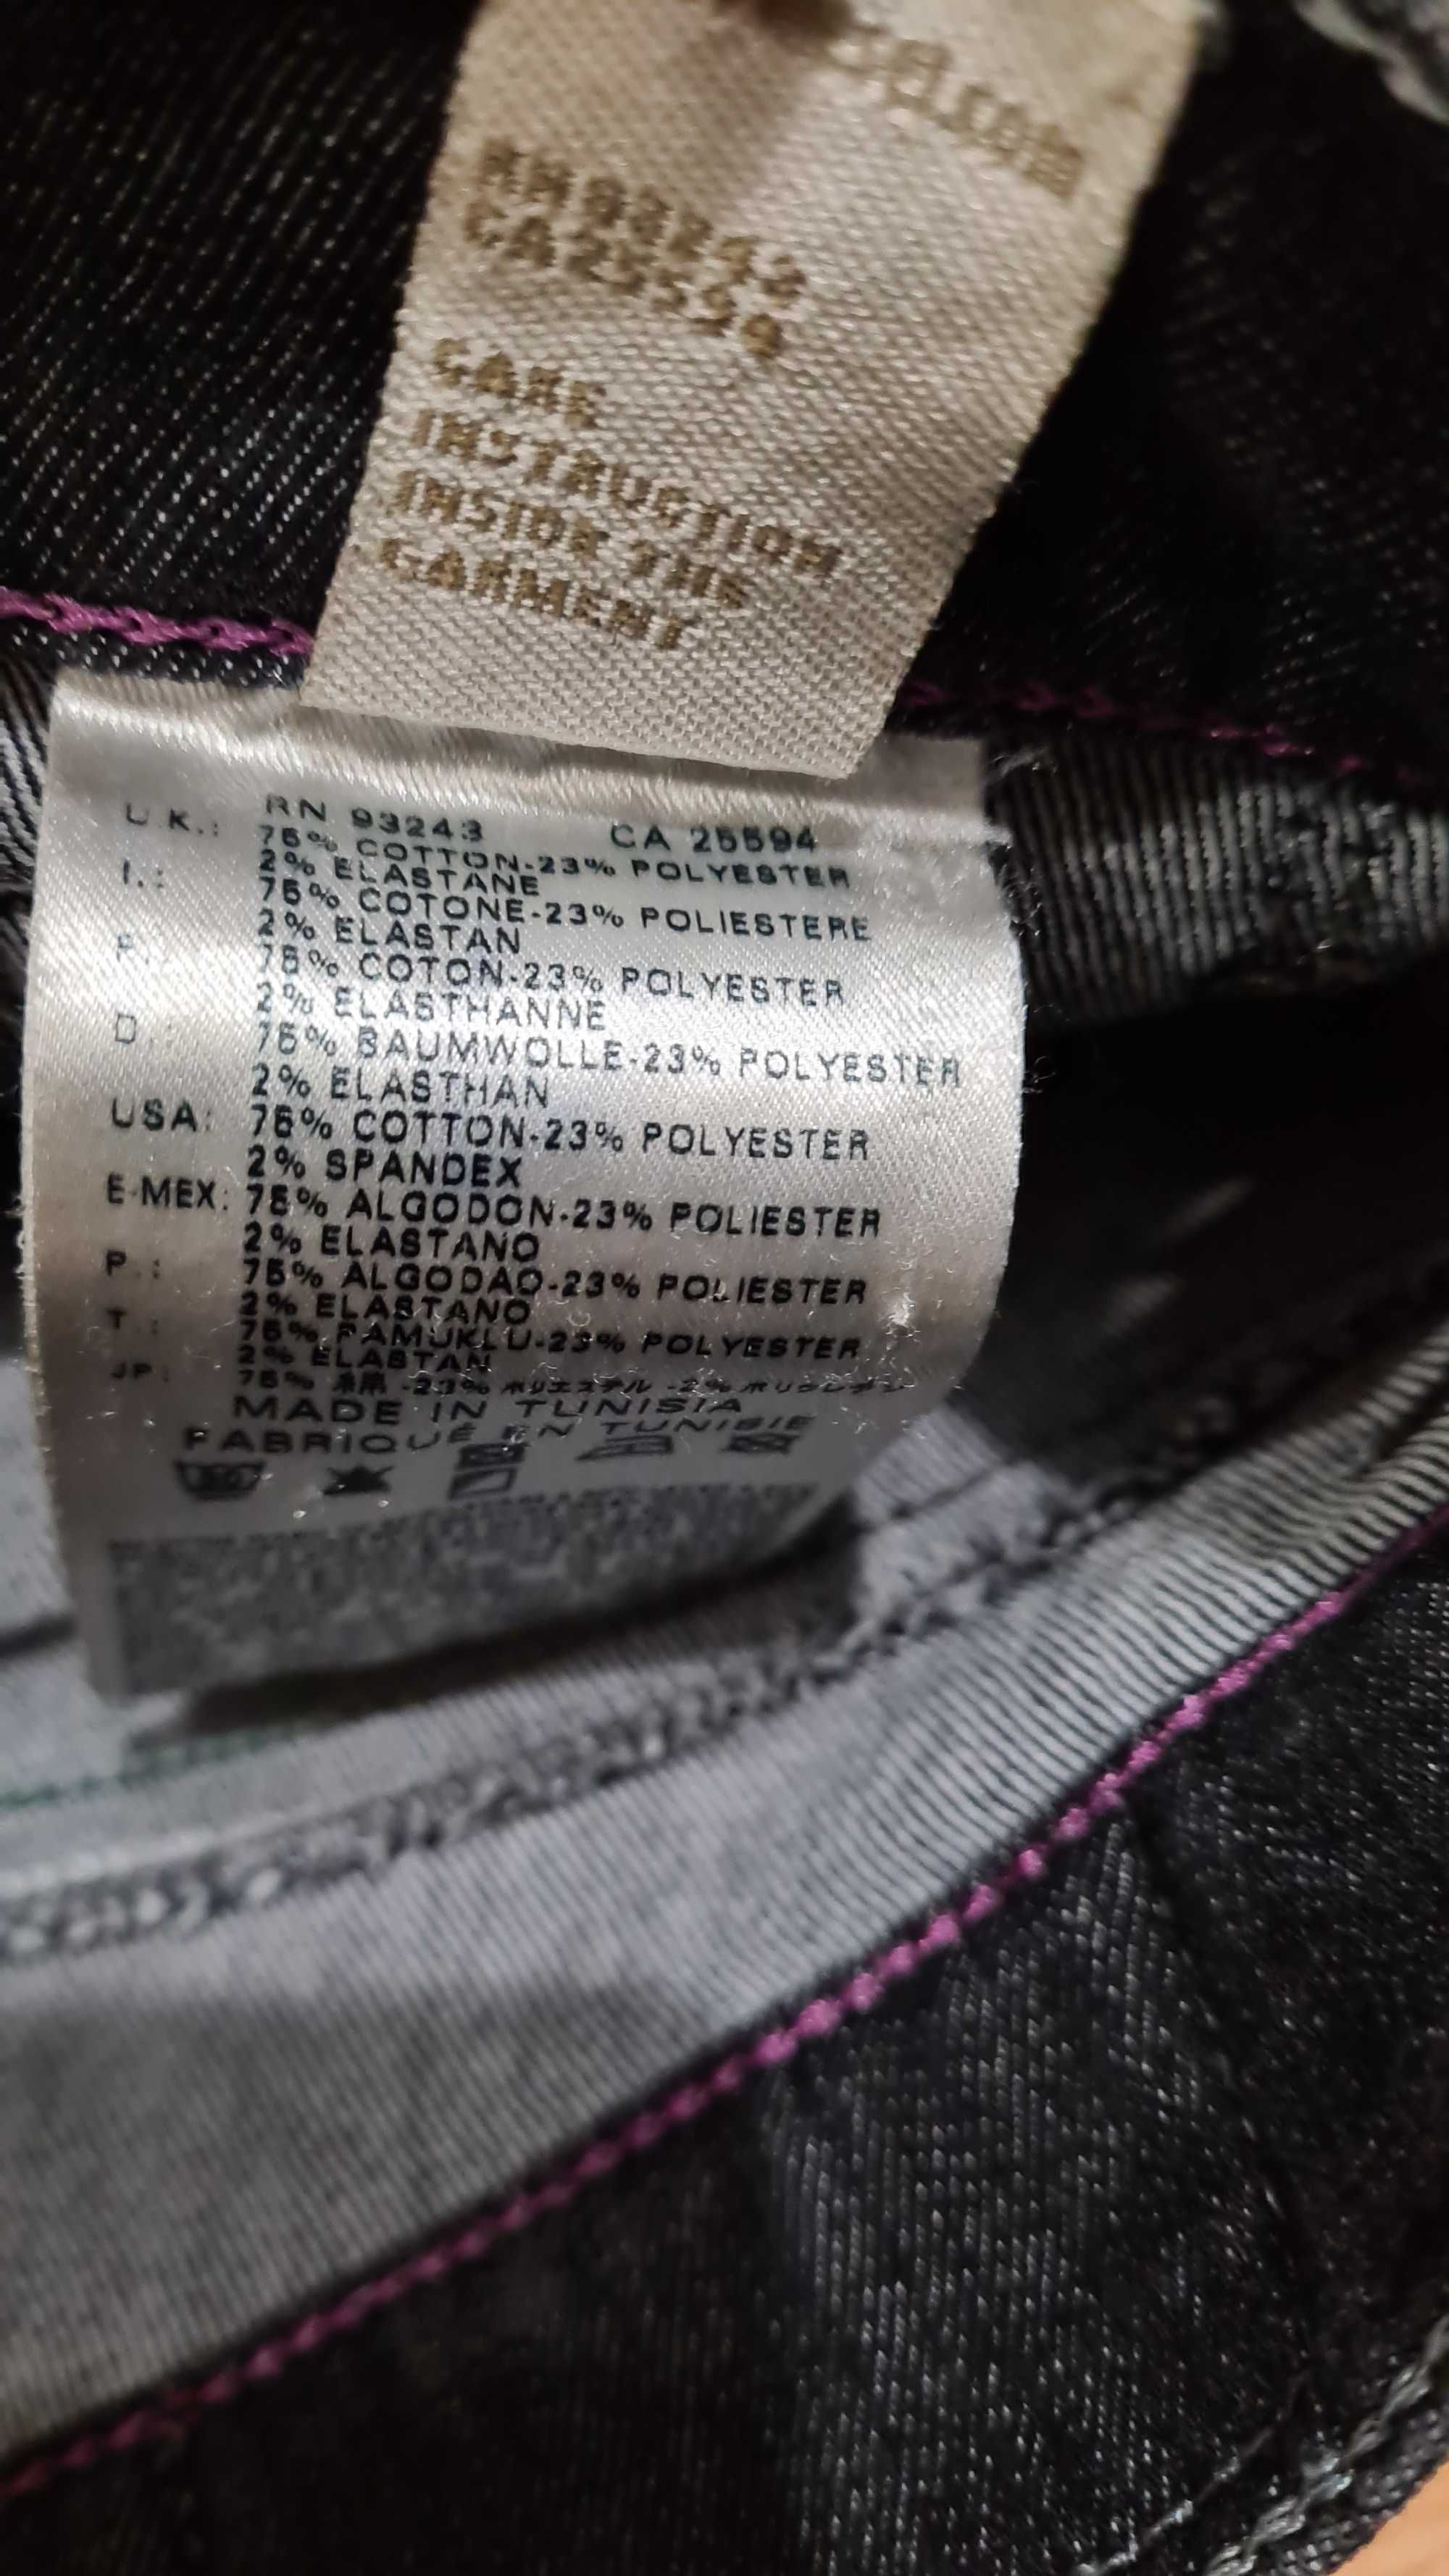 CARE
INSTRUCTION
INSIDE THE
GARMENT
RN 93243 CA 25594
U.K.: 75% COTTON-23% POLYESTER
2% ELASTANE
I.: 75% COTONE-23% POLIESTERE
2% ELASTAN
F.: 75% COTON-23% POLYESTER
2% ELASTHANNE
D.: 75% BAUMWOLLE-23% POLYESTER
2% ELASTHAN
USA: 75% COTTON-23% POLYESTER
2% SPANDEX
E-MEX: 75% ALGODON-23% POLIESTER
2% ELASTANO
P.: 75% ALGODAO-23% POLIESTER
2% ELASTANO
T.: 75% PAMUKLU-23% POLYESTER
2% ELASTAN
JP: 75% 綿 -23% ポリエステル -2% ポリウレタン
MADE IN TUNISIA
FABRIQUÉ EN TUNISIE